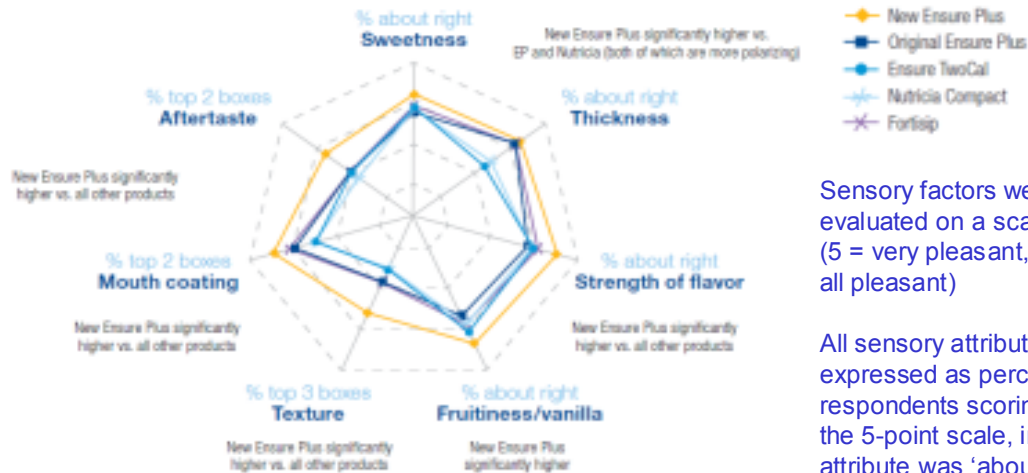 % about right
Sweetness
New Ensure Plus significantly higher vs.
EP and Nutricia (both of which are more polarizing)
% top 2 boxes
Aftertaste
% about right
Thickness
New Ensure Plus significantly
higher vs. all other products
% top 2 boxes
Mouth coating
% about right
Strength of flavor
New Ensure Plus significantly
higher vs. all other products
New Ensure Plus significantly
higher vs. all other products
% top 3 boxes
Texture
% about right
Fruitiness/vanilla
New Ensure Plus significantly
higher vs. all other products
New Ensure Plus
significantly higher
New Ensure Plus
Original Ensure Plus
Ensure TwoCal
Nutricia Compact
Fortisip
Sensory factors we
evaluated on a sca
(5 = very pleasant,
all pleasant)
All sensory attribut
expressed as perc
respondents scorin
the 5-point scale, i
attribute was ‘abou